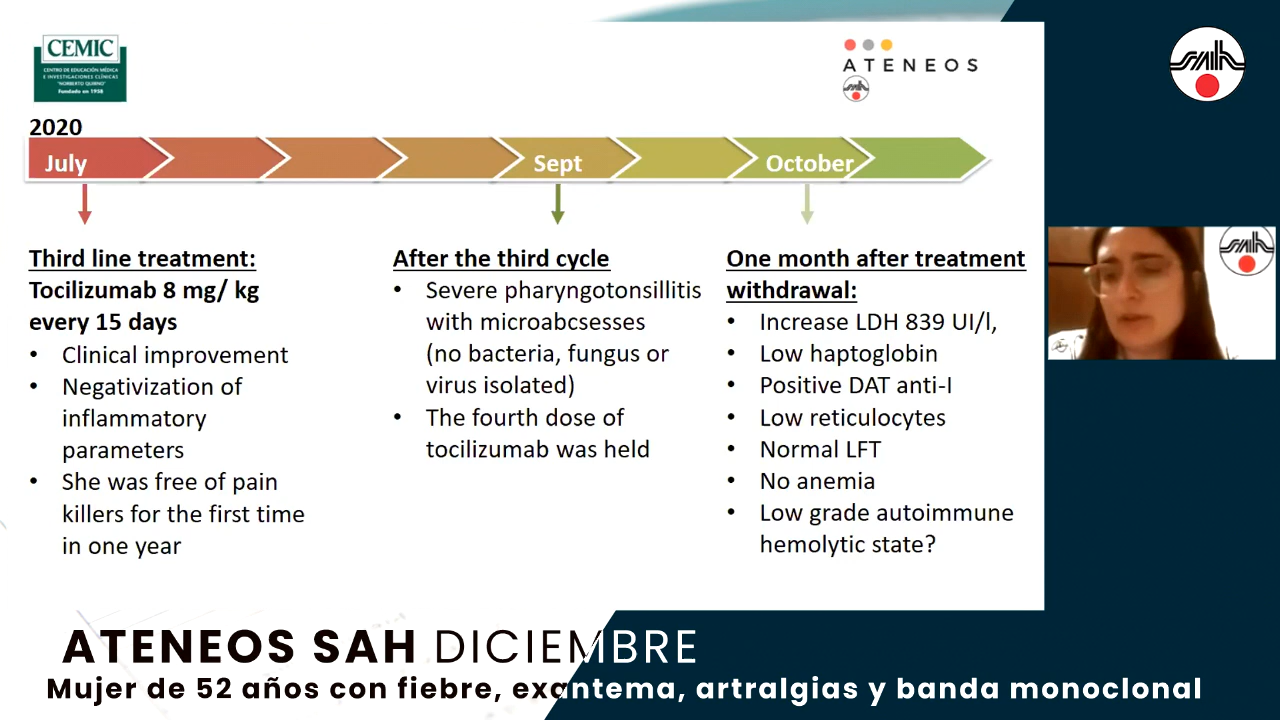 CEMIC
CENTRO DE EDUCACIÓN MÉDICA
E INVESTIGACIONES CLÍNICAS
"NORBERTO QUIRNO"
Fundado en 1958
ATENEOS
2020
July
Sept
October
Third line treatment:
Tocilizumab 8 mg/ kg
every 15 days
• Clinical improvement
• Negativization of
inflammatory
parameters
• She was free of pain
killers for the first time
in one year
After the third cycle
• Severe pharyngotonsillitis
with microabcsesses
(no bacteria, fungus or
virus isolated)
• The fourth dose of
tocilizumab was held
One month after treatment
withdrawal:
• Increase LDH 839 UI/l,
• Low haptoglobin
• Positive DAT anti-I
• Low reticulocytes
• Normal LFT
• No anemia
• Low grade autoimmune
hemolytic state?
sah
sah
sah
ATENEOS SAH DICIEMBRE
Mujer de 52 años con fiebre, exantema, artralgias y banda monoclonal